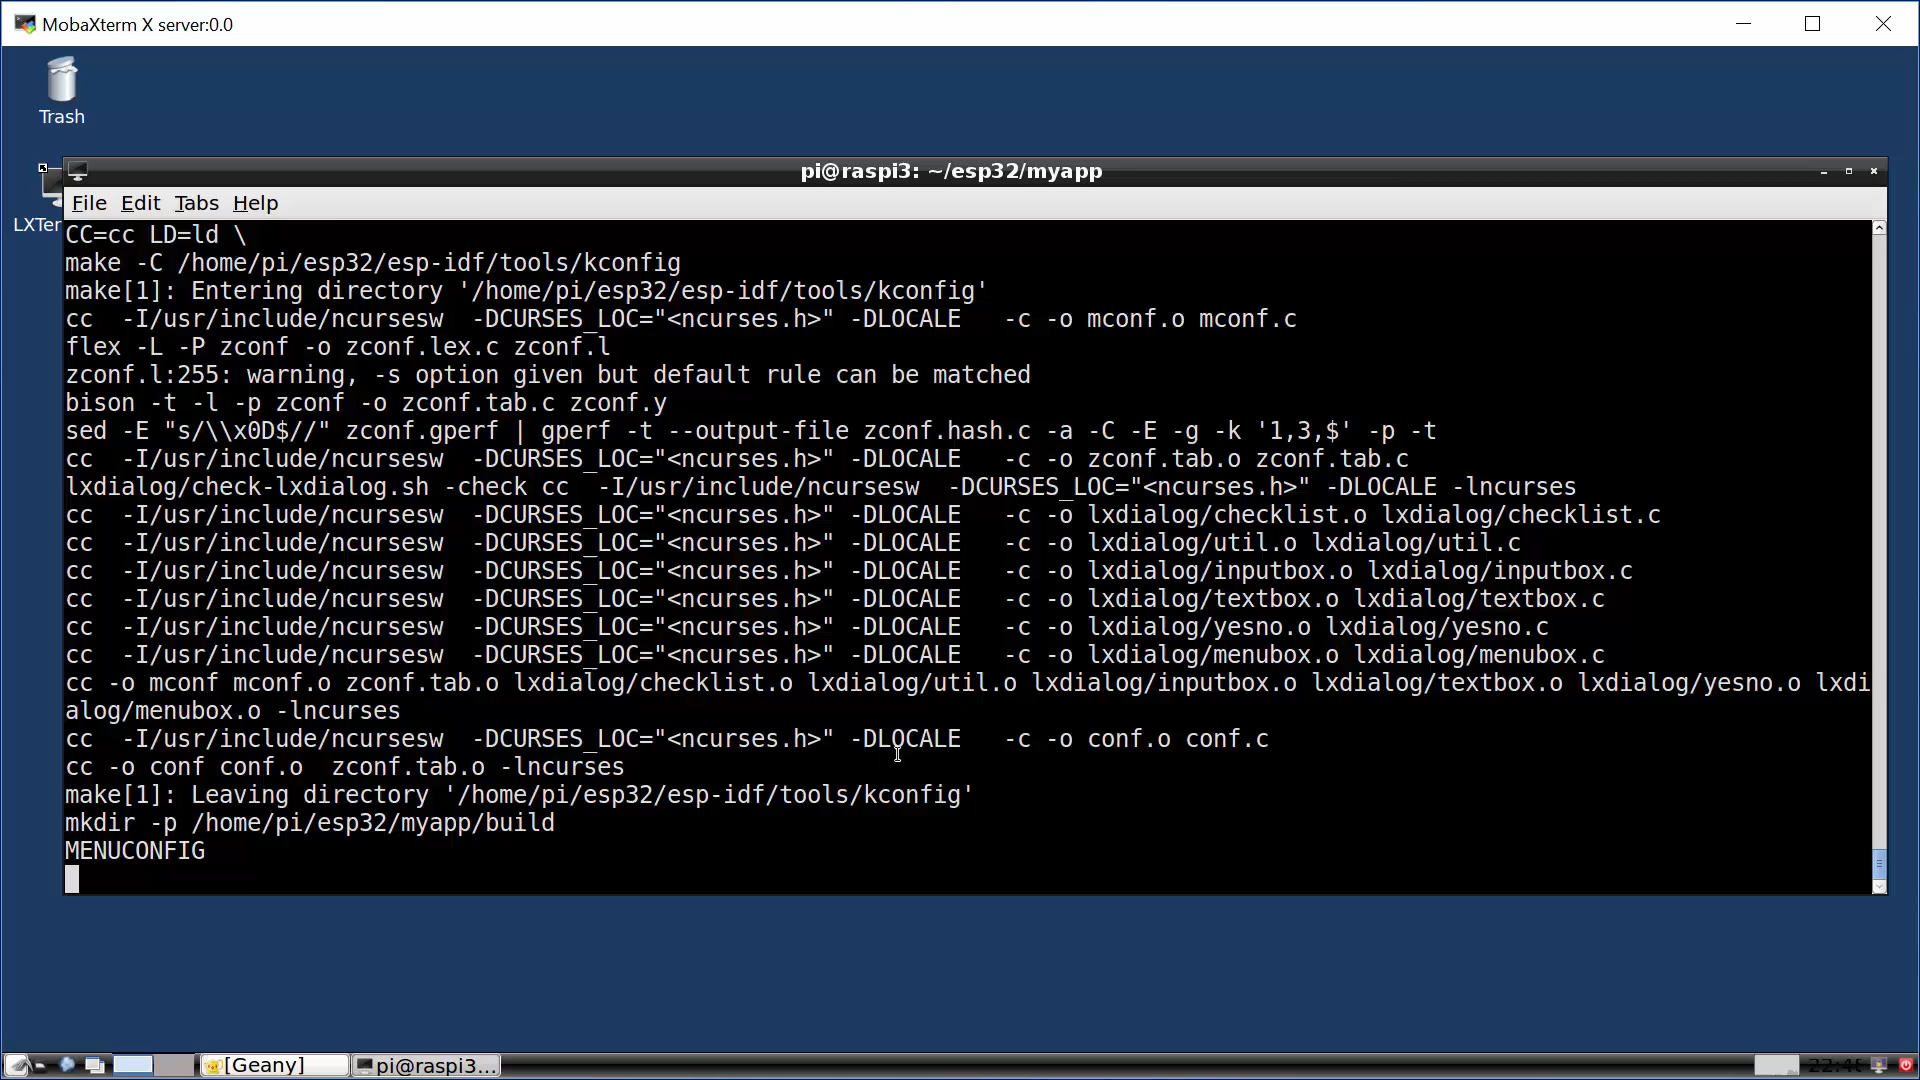 MobaXterm X server:0.0
Trash
LXTer
pi@raspi3: ~/esp32/myapp
File Edit Tabs Help
CC=cc LD=ld \
make -C /home/pi/esp32/esp-idf/tools/kconfig
make[1]: Entering directory '/home/pi/esp32/esp-idf/tools/kconfig'
cc  -I/usr/include/ncursesw  -DCURSES_LOC="<ncurses.h>" -DLOCALE   -c -o mconf.o mconf.c
flex -L -P zconf -o zconf.lex.c zconf.l
zconf.l:255: warning, -s option given but default rule can be matched
bison -t -l -p zconf -o zconf.tab.c zconf.y
sed -E "s/\\x0D$//" zconf.gperf | gperf -t --output-file zconf.hash.c -a -C -E -g -k '1,3,$' -p -t
cc  -I/usr/include/ncursesw  -DCURSES_LOC="<ncurses.h>" -DLOCALE   -c -o zconf.tab.o zconf.tab.c
lxdialog/check-lxdialog.sh -check cc  -I/usr/include/ncursesw  -DCURSES_LOC="<ncurses.h>" -DLOCALE -lncurses
cc  -I/usr/include/ncursesw  -DCURSES_LOC="<ncurses.h>" -DLOCALE   -c -o lxdialog/checklist.o lxdialog/checklist.c
cc  -I/usr/include/ncursesw  -DCURSES_LOC="<ncurses.h>" -DLOCALE   -c -o lxdialog/util.o lxdialog/util.c
cc  -I/usr/include/ncursesw  -DCURSES_LOC="<ncurses.h>" -DLOCALE   -c -o lxdialog/inputbox.o lxdialog/inputbox.c
cc  -I/usr/include/ncursesw  -DCURSES_LOC="<ncurses.h>" -DLOCALE   -c -o lxdialog/textbox.o lxdialog/textbox.c
cc  -I/usr/include/ncursesw  -DCURSES_LOC="<ncurses.h>" -DLOCALE   -c -o lxdialog/yesno.o lxdialog/yesno.c
cc  -I/usr/include/ncursesw  -DCURSES_LOC="<ncurses.h>" -DLOCALE   -c -o lxdialog/menubox.o lxdialog/menubox.c
cc -o mconf mconf.o zconf.tab.o lxdialog/checklist.o lxdialog/util.o lxdialog/inputbox.o lxdialog/textbox.o lxdialog/yesno.o lxdi
alog/menubox.o -lncurses
cc  -I/usr/include/ncursesw  -DCURSES_LOC="<ncurses.h>" -DLOCALE   -c -o conf.o conf.c
cc -o conf conf.o  zconf.tab.o -lncurses
make[1]: Leaving directory '/home/pi/esp32/esp-idf/tools/kconfig'
mkdir -p /home/pi/esp32/myapp/build
MENUCONFIG
[Geany]
pi@raspi3...